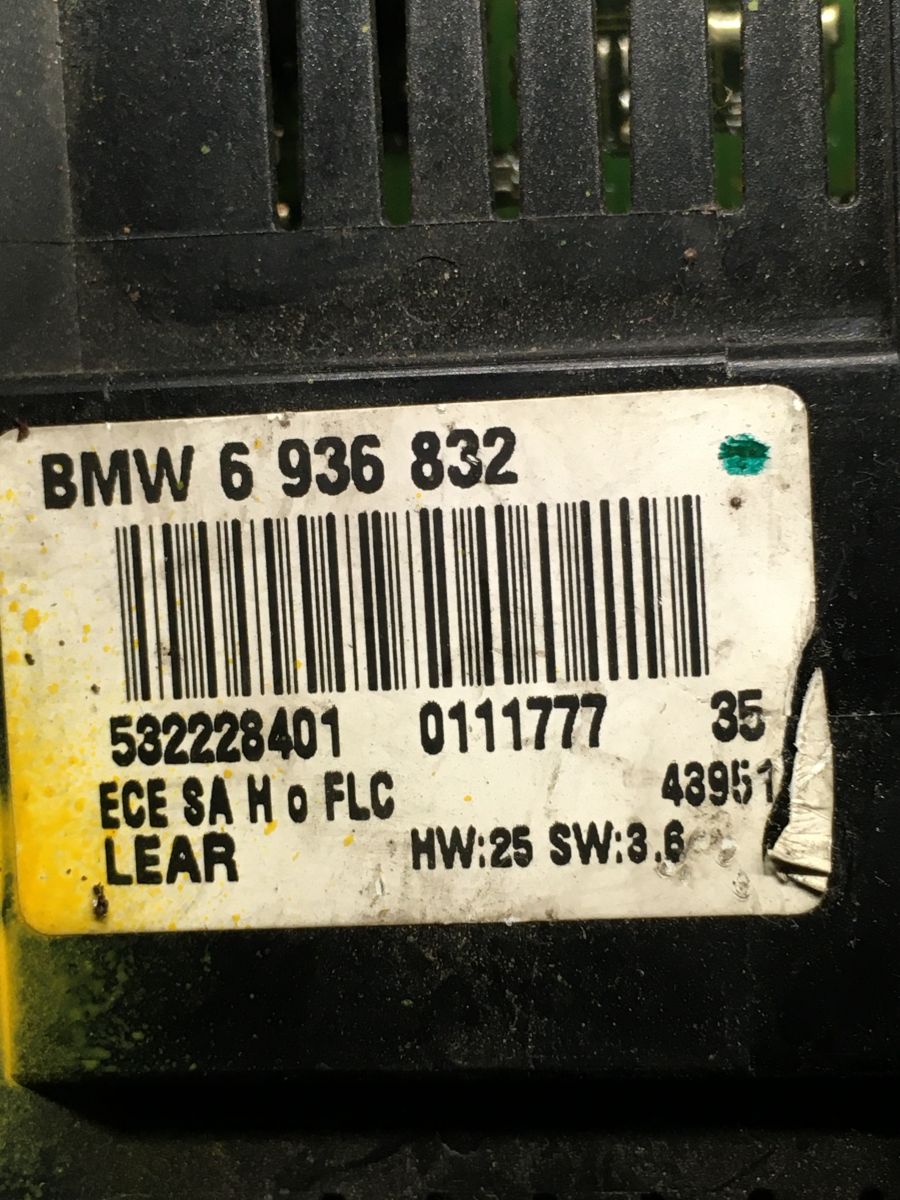 BMW 6 936 832
532228401 0111777 35
ECE SA H o FLC 43951
LEAR HW:25 SW:3.6